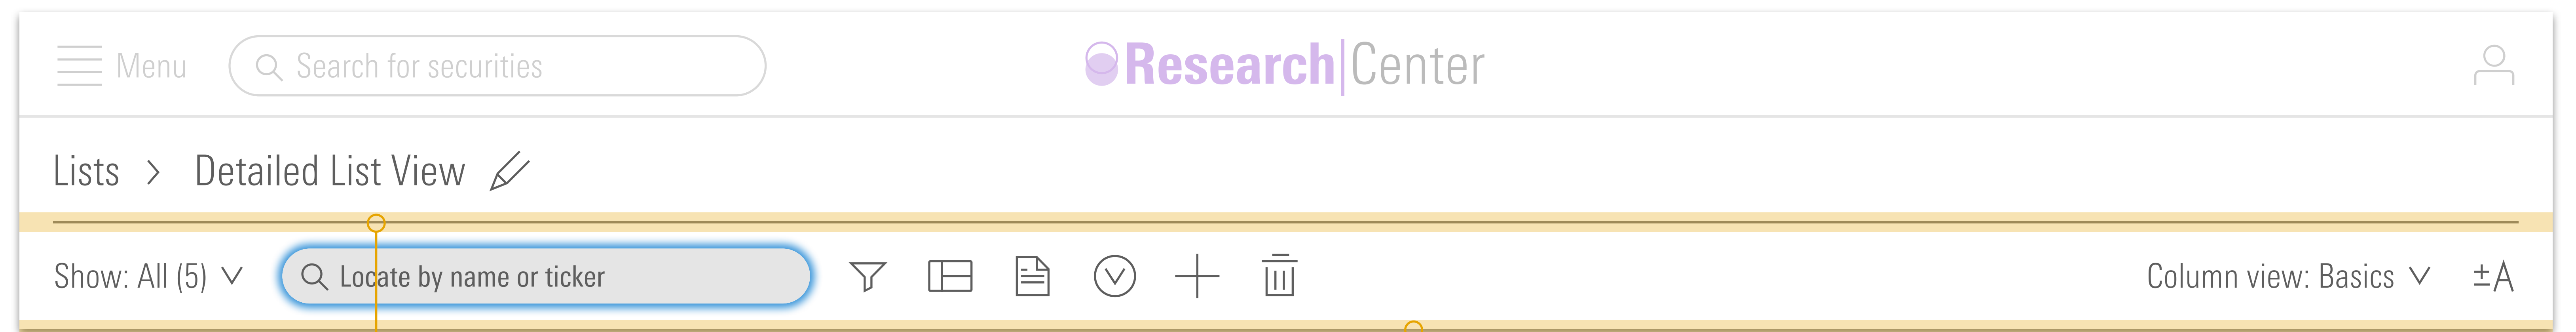 Menu Search for securities Research|Center
Lists > Detailed List View
Show: All (5) Locate by name or ticker Column view: Basics ±A